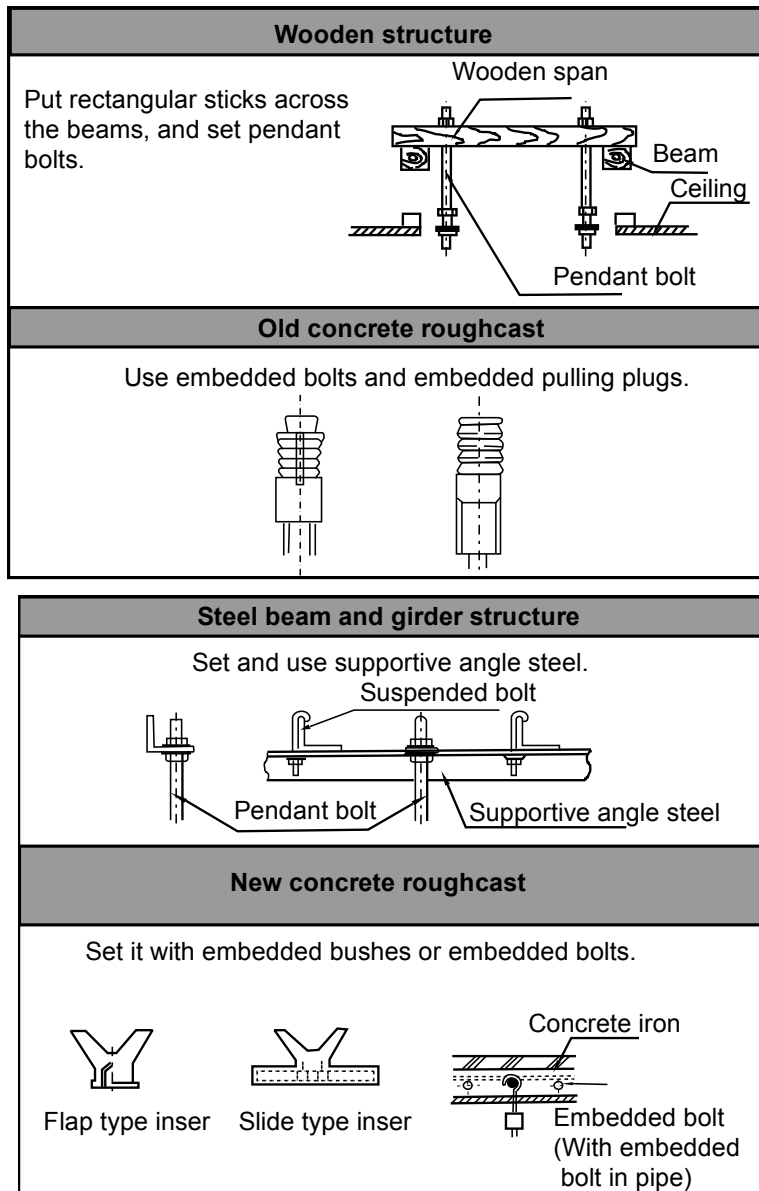 Wooden structure
Put rectangular sticks across
the beams, and set pendant
bolts.
Wooden span
Beam
Ceiling
Pendant bolt
Old concrete roughcast
Use embedded bolts and embedded pulling plugs.
Steel beam and girder structure
Set and use supportive angle steel.
Suspended bolt
Pendant bolt
Supportive angle steel
New concrete roughcast
Set it with embedded bushes or embedded bolts.
Concrete iron
Flap type inser
Slide type inser
Embedded bolt
(With embedded
bolt in pipe)